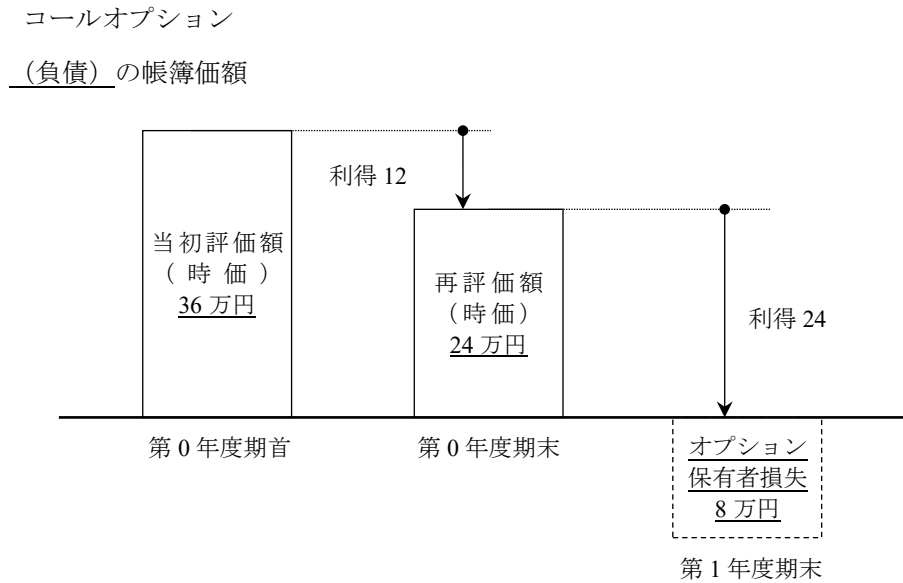 コールオプション
（負債）の帳簿価額
利得 12
当初評価額
（時価）
36 万円
再評価額
（時価）
24 万円
利得 24
第 0 年度期首
第 0 年度期末
オプション
保有者損失
8 万円
第 1 年度期末